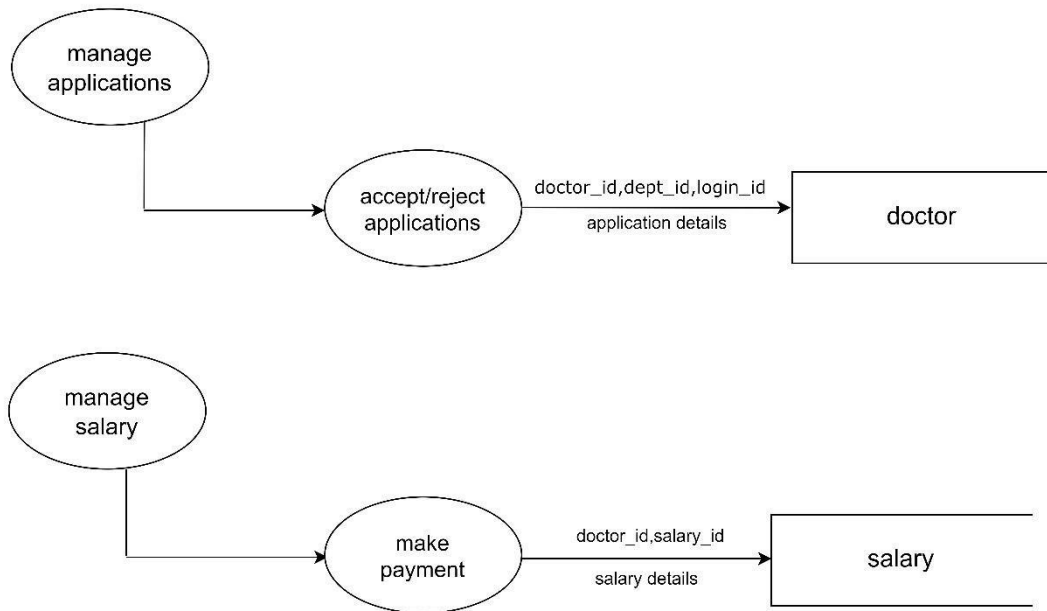 manage
applications
accept/reject
applications
doctor_id,dept_id,login_id
application details
doctor
manage
salary
make
payment
doctor_id,salary_id
salary details
salary